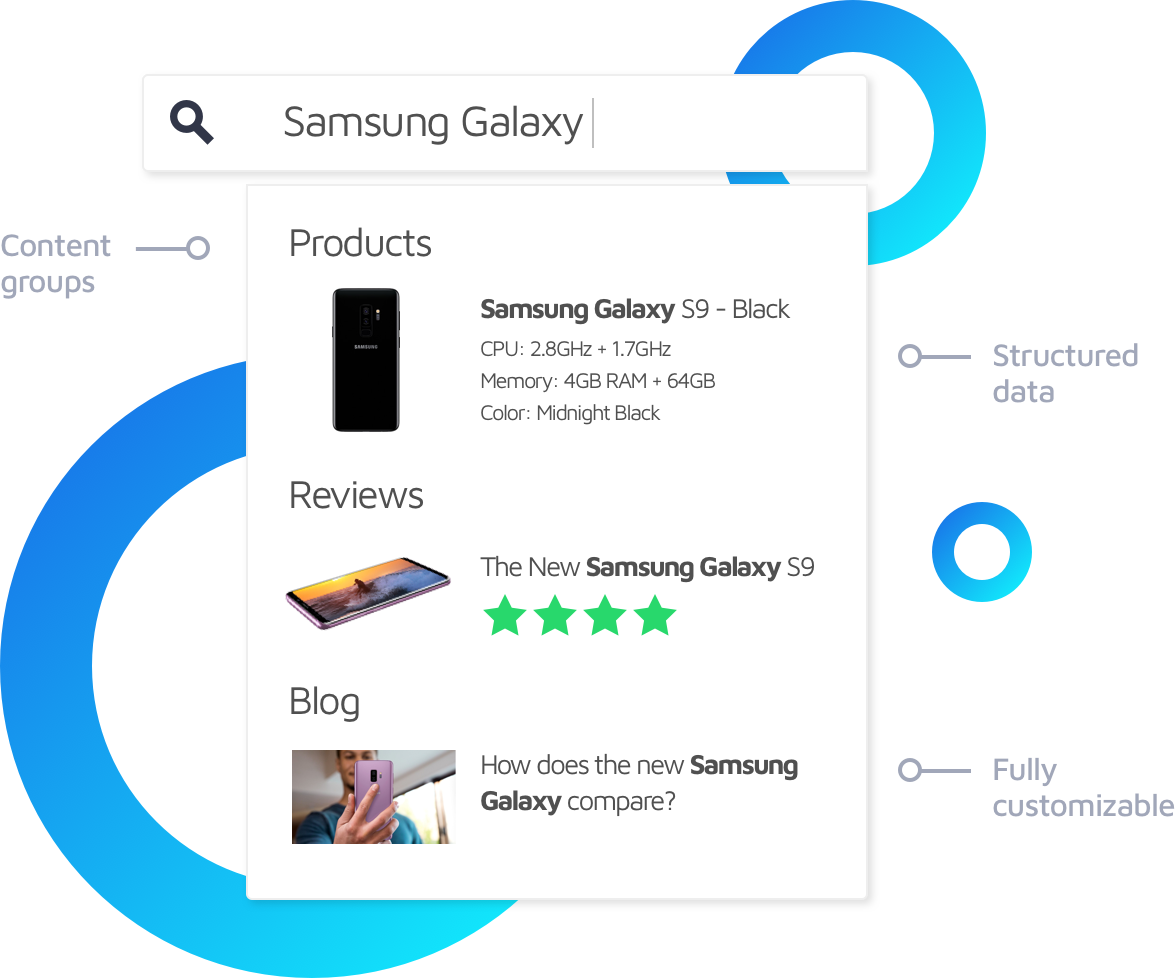 Samsung Galaxy
Content
groups
Products
SAMSUNG
Samsung Galaxy S9 - Black
CPU: 2.8GHz + 1.7GHz
Memory: 4GB RAM + 64GB
Color: Midnight Black
Structured
data
Reviews
The New Samsung Galaxy S9
Blog
How does the new Samsung
Galaxy compare?
Fully
customizable